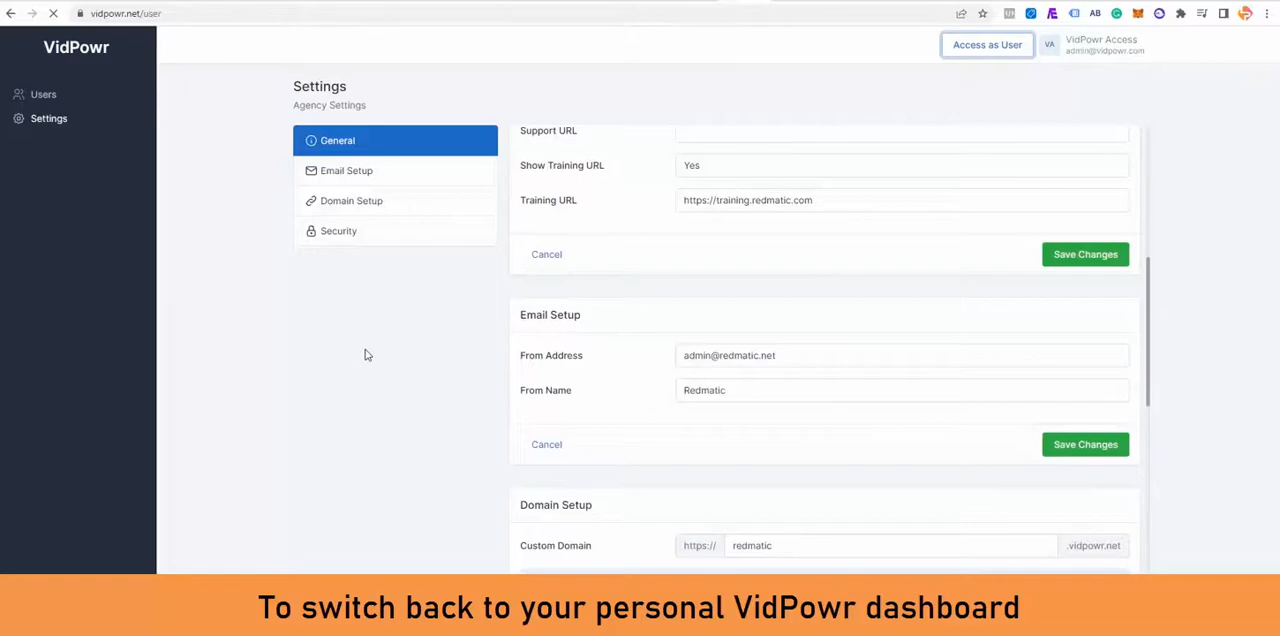 vidpowr.net/user
AB
VidPowr
Access as User
VA
VidPowr Access
admin@vidpowr.com
Users
Settings
Settings
Agency Settings
General
Email Setup
Domain Setup
Security
Support URL
Show Training URL
Yes
Training URL
https://training.redmatic.com
Cancel
Save Changes
Email Setup
From Address
admin@redmatic.net
From Name
Redmatic
Cancel
Save Changes
Domain Setup
Custom Domain
https://
redmatic
.vidpowr.net
To switch back to your personal VidPowr dashboard